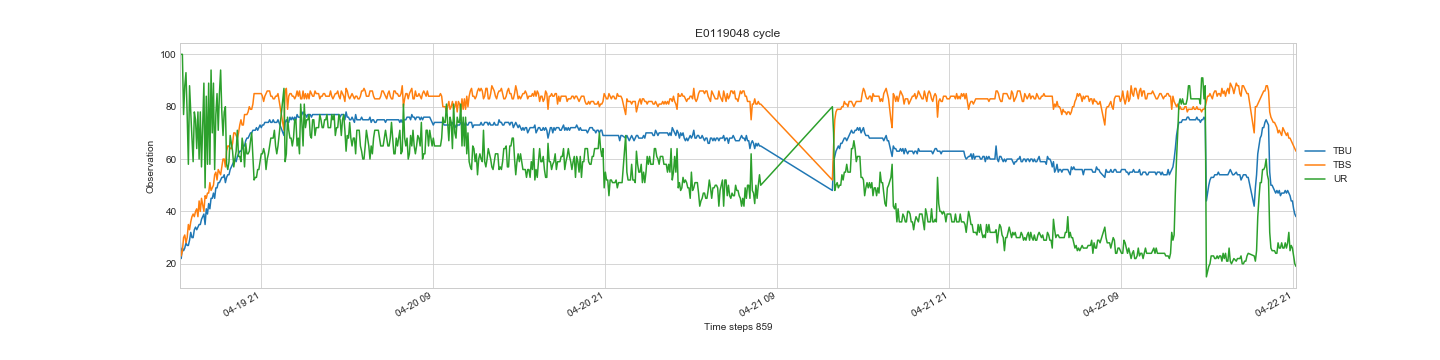 E0119048 cycle
Observation
100
80
60
40
20
04-19 21
04-20 09
04-20 21
04-21 09
04-21 21
04-22 09
04-22 21
Time steps 859
TBU
TBS
UR